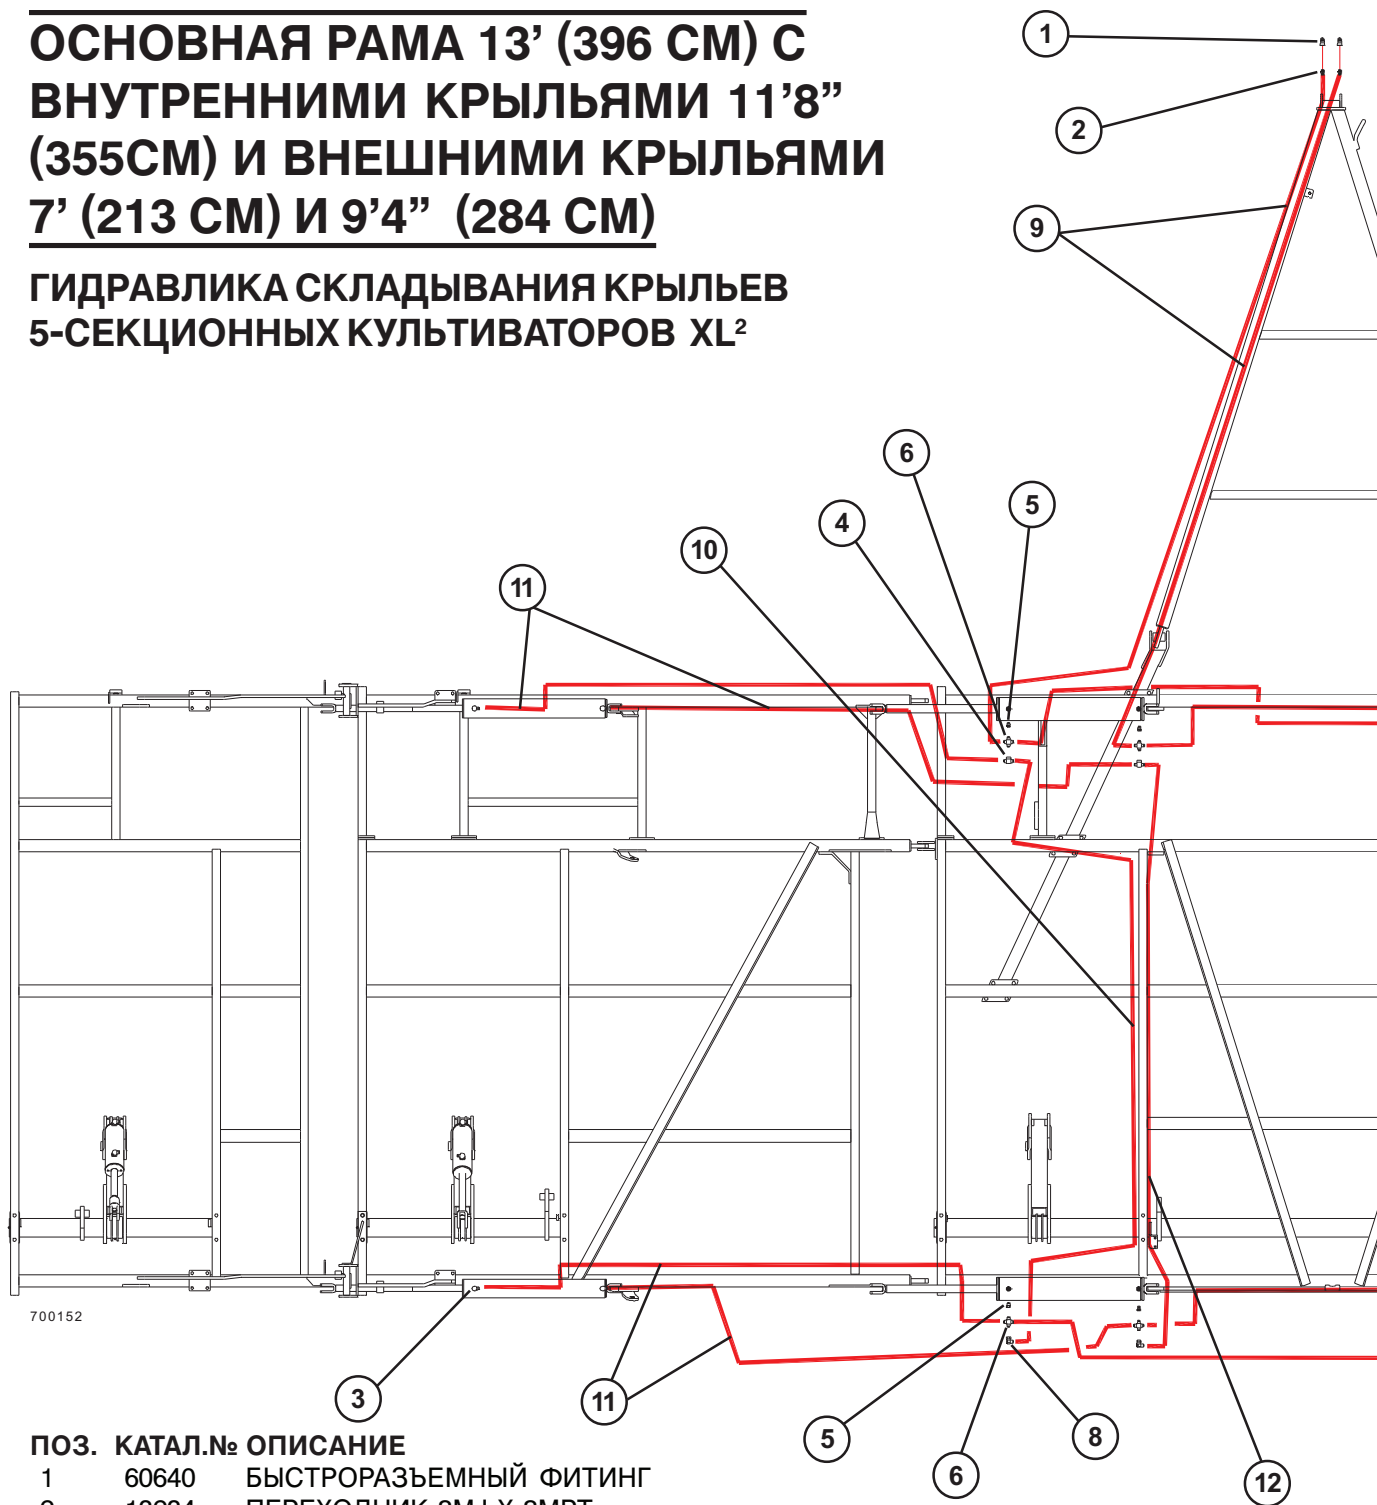 ОСНОВНАЯ РАМА 13’ (396 СМ) С
ВНУТРЕННИМИ КРЫЛЬЯМИ 11’8”
(355СМ) И ВНЕШНИМИ КРЫЛЬЯМИ
7’ (213 СМ) И 9’4” (284 СМ)
ГИДРАВЛИКА СКЛАДЫВАНИЯ КРЫЛЬЕВ
5-СЕКЦИОННЫХ КУЛЬТИВАТОРОВ XL²
1
2
9
6
5
4
10
11
700152
3
11
5
8
6
12
ПОЗ. КАТАЛ.№ ОПИСАНИЕ
1 60640 БЫСТРОРАЗЪЕМНЫЙ ФИТИНГ